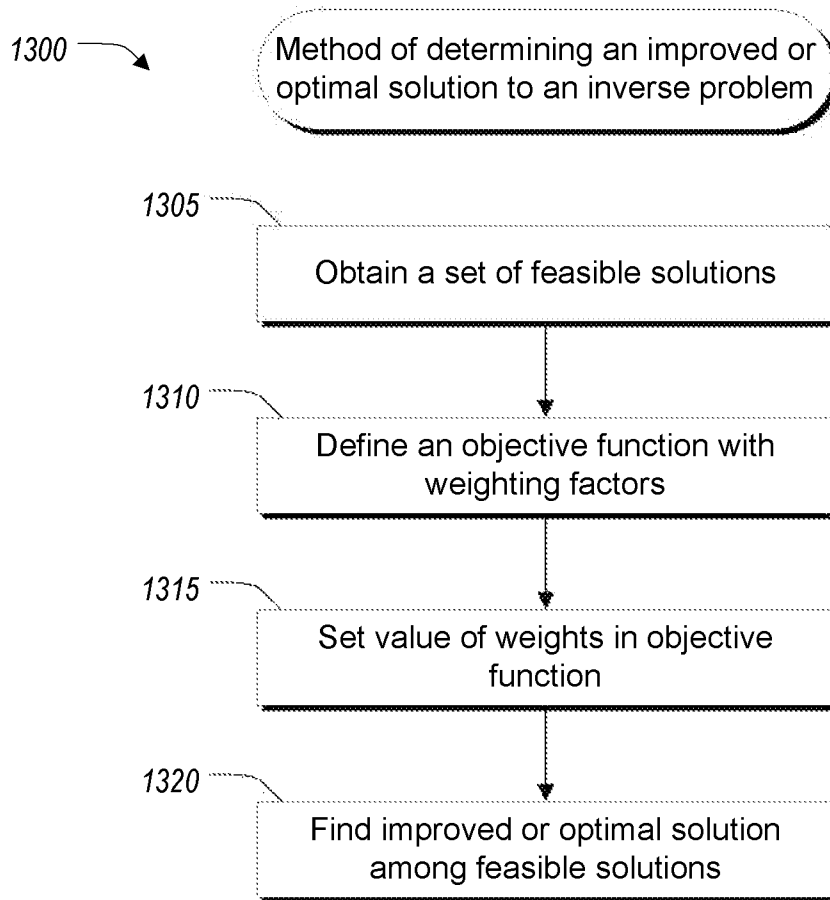 1300
Method of determining an improved or
optimal solution to an inverse problem
1305
Obtain a set of feasible solutions
1310
Define an objective function with
weighting factors
1315
Set value of weights in objective
function
1320
Find improved or optimal solution
among feasible solutions